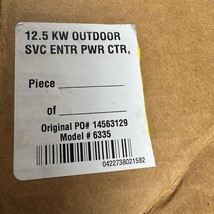 12.5 KW OUTDOOR
SVC ENTR PWR CTR,
Piece
of
Original PO# 14563129
Model # 6335
0422738021582